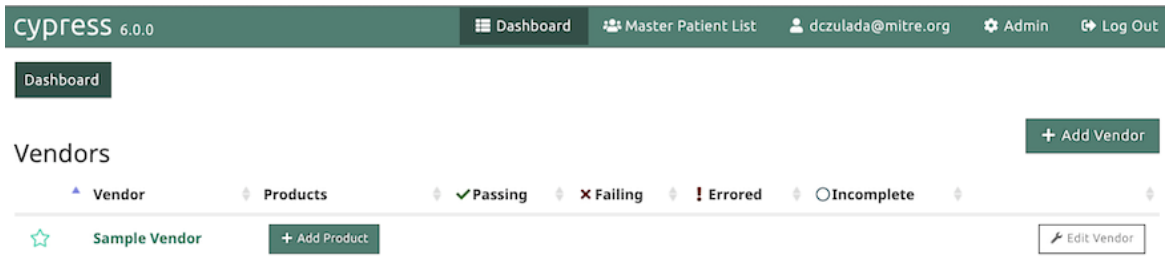 cypress 6.0.0 Dashboard Master Patient List dczulada@mitre.org Admin Log Out
Dashboard
+ Add Vendor
Vendors
Vendor Products Passing Failing Errored Incomplete
Sample Vendor + Add Product Edit Vendor